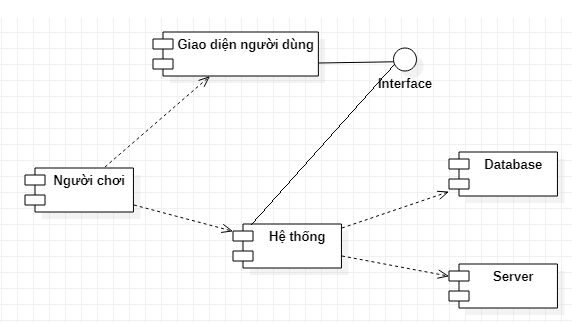 Giao diện người dùng
Interface
Người chơi
Database
Hệ thống
Server